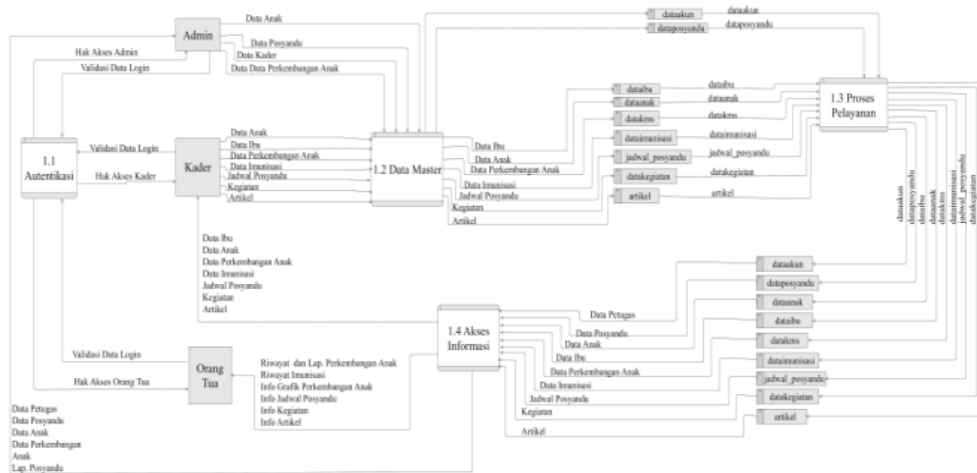 Admin
Data Anak
Data Posyandu
Data Kader
Data Data Perkembangan Anak
Hak Akses Admin
Validasi Data Login
dataakun
dataakun
dataposyandu
dataposyandu
1.1
Autentikasi
Validasi Data Login
Hak Akses Kader
Kader
Data Anak
Data Ibu
Data Perkembangan Anak
Data Imunisasi
Jadwal Posyandu
Kegiatan
Artikel
1.2 Data Master
Data Ibu
Data Anak
Data Perkembangan Anak
Data Imunisasi
Jadwal Posyandu
Kegiatan
Artikel
dataibu
dataibu
dataanak
dataanak
datakms
datakms
dataimunisasi
dataimunisasi
jadwal_posyandu
jadwal_posyandu
datakegiatan
datakegiatan
artikel
artikel
1.3 Proses
Pelayanan
dataakun
dataposyandu
dataibu
dataanak
datakms
dataimunisasi
jadwal_posyandu
datakegiatan
Data Ibu
Data Anak
Data Perkembangan Anak
Data Imunisasi
Jadwal Posyandu
Kegiatan
Artikel
1.4 Akses
Informasi
Data Petugas
Data Posyandu
Data Anak
Data Ibu
Data Perkembangan Anak
Data Imunisasi
Jadwal Posyandu
Kegiatan
Artikel
dataakun
dataposyandu
dataanak
dataibu
datakms
dataimunisasi
jadwal_posyandu
datakegiatan
artikel
Validasi Data Login
Hak Akses Orang Tua
Orang
Tua
Riwayat dan Lap. Perkembangan Anak
Riwayat Imunisasi
Info Grafik Perkembangan Anak
Info Jadwal Posyandu
Info Kegiatan
Info Artikel
Data Petugas
Data Posyandu
Data Anak
Data Perkembangan
Anak
Lap. Posyandu